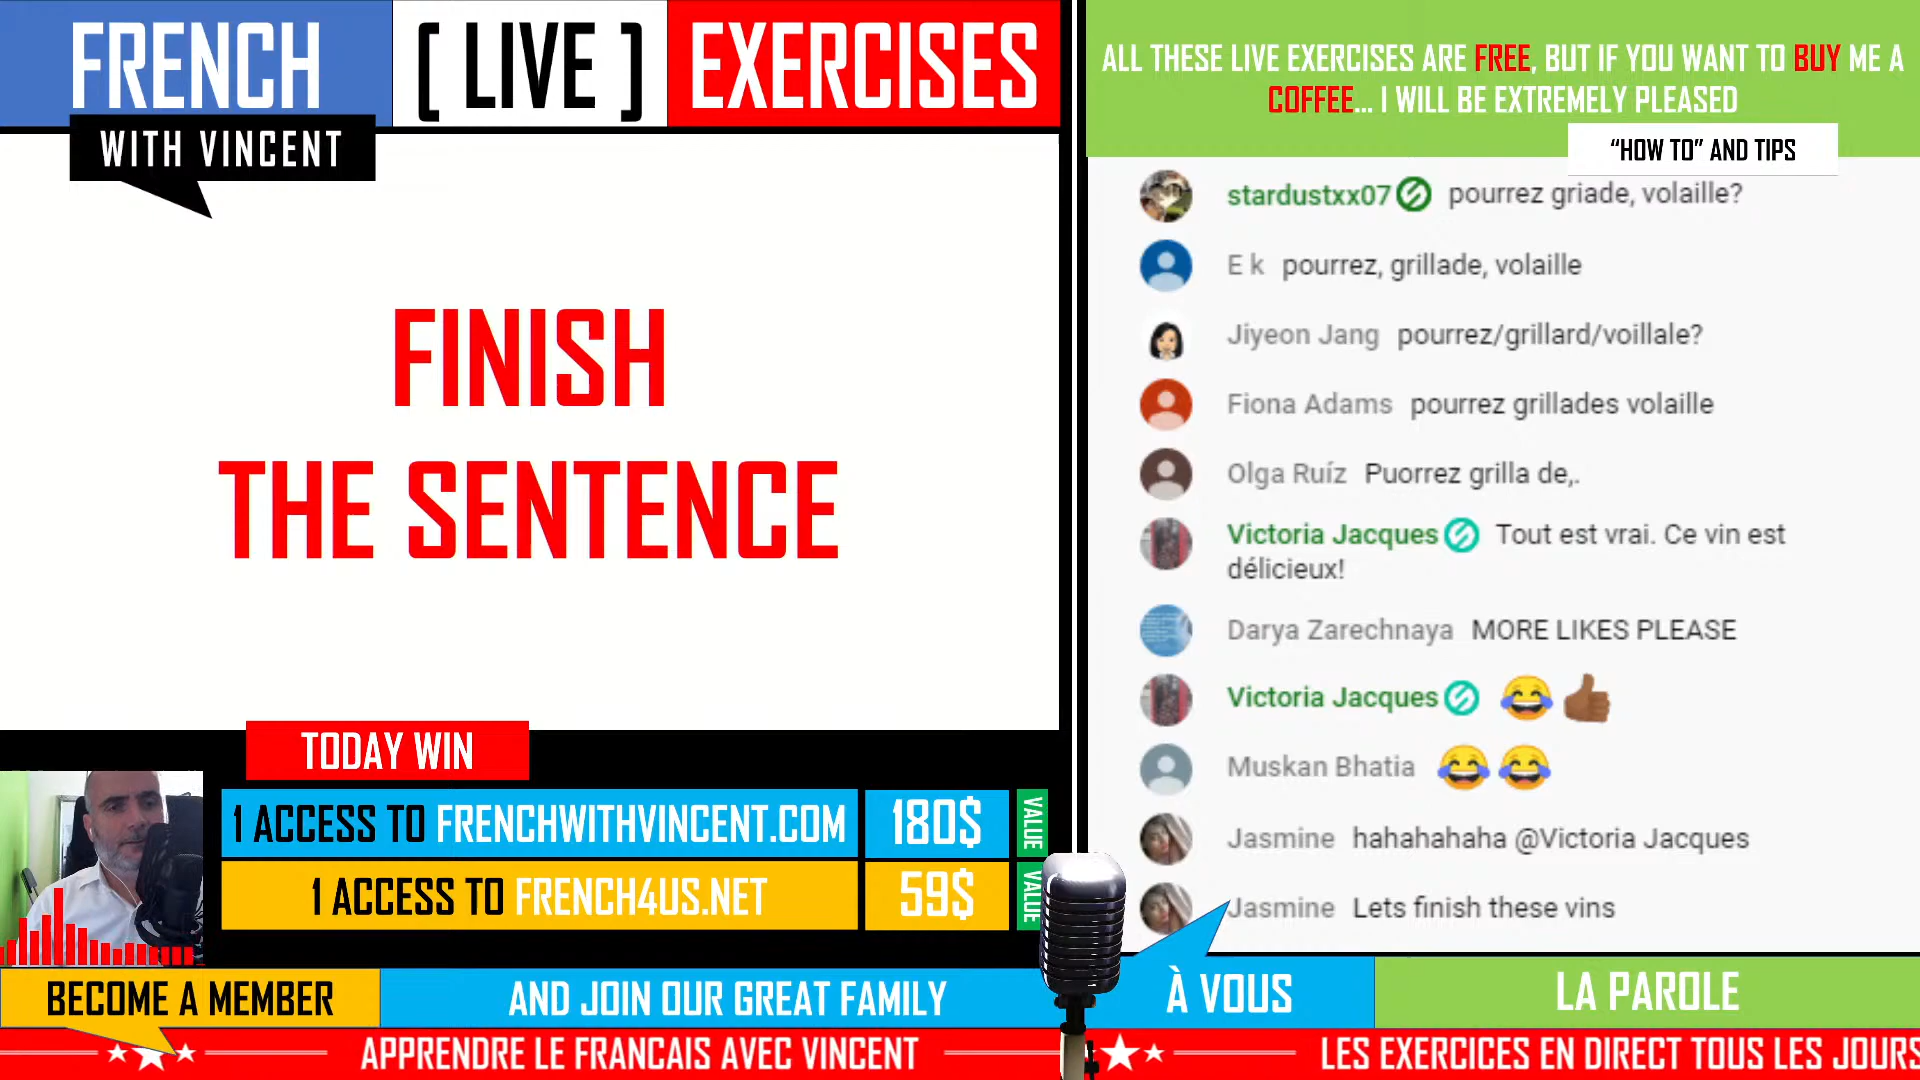 FRENCH
[ LIVE ]
EXERCISES
WITH VINCENT
FINISH
THE SENTENCE
TODAY WIN
1 ACCESS TO FRENCHWITHVINCENT.COM
180$
VALUE
1 ACCESS TO FRENCH4US.NET
59$
VALUE
BECOME A MEMBER
AND JOIN OUR GREAT FAMILY
ALL THESE LIVE EXERCISES ARE FREE, BUT IF YOU WANT TO BUY ME A
COFFEE... I WILL BE EXTREMELY PLEASED
“HOW TO” AND TIPS
stardustxx07 pourrez griade, volaille?
E k pourrez, grillade, volaille
Jiyeon Jang pourrez/grillard/voillale?
Fiona Adams pourrez grillades volaille
Olga Ruíz Puorrez grilla de,.
Victoria Jacques Tout est vrai. Ce vin est
délicieux!
Darya Zarechnaya MORE LIKES PLEASE
Victoria Jacques 😂 👍🏾
Muskan Bhatia 😂 😂
Jasmine hahahahaha @Victoria Jacques
Jasmine Lets finish these vins
À VOUS
LA PAROLE
APPRENDRE LE FRANCAIS AVEC VINCENT
LES EXERCICES EN DIRECT TOUS LES JOURS